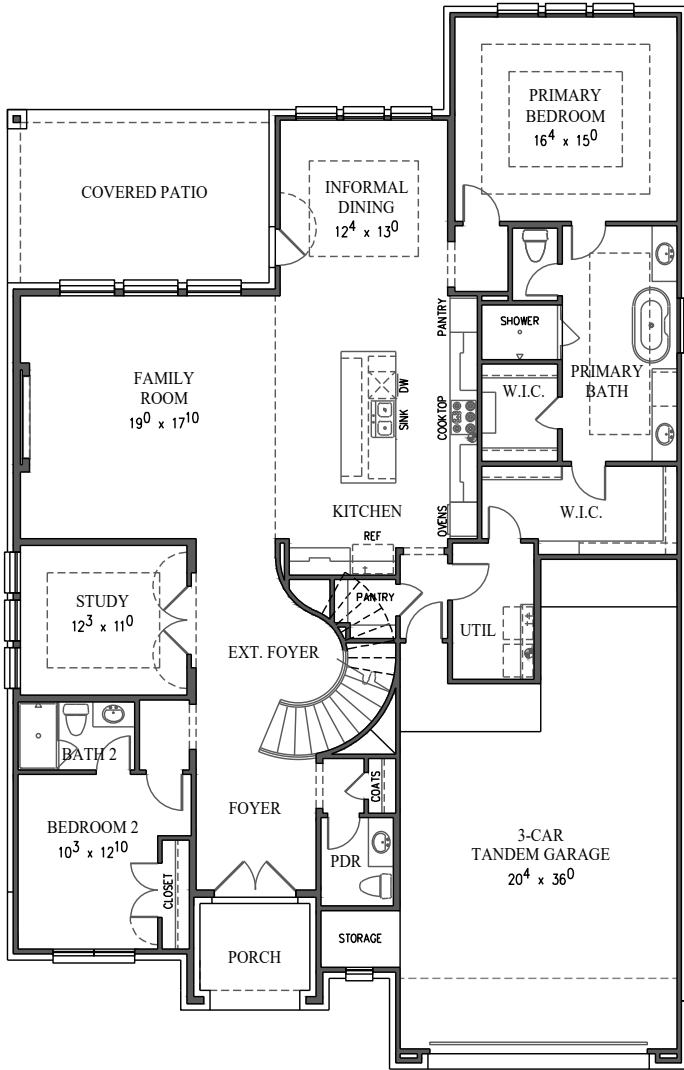 PRIMARY
BEDROOM
16⁴ x 15⁰
COVERED PATIO
INFORMAL
DINING
12⁴ x 13⁰
PANTRY
SHOWER
PRIMARY
BATH
W.I.C.
FAMILY
ROOM
19⁰ x 17¹⁰
DW
SINK
COOKTOP
KITCHEN
OVENS
W.I.C.
REF
STUDY
12³ x 11⁰
PANTRY
UTIL
EXT. FOYER
BATH 2
COATS
FOYER
BEDROOM 2
10³ x 12¹⁰
3-CAR
TANDEM GARAGE
20⁴ x 36⁰
PDR
CLOSET
STORAGE
PORCH